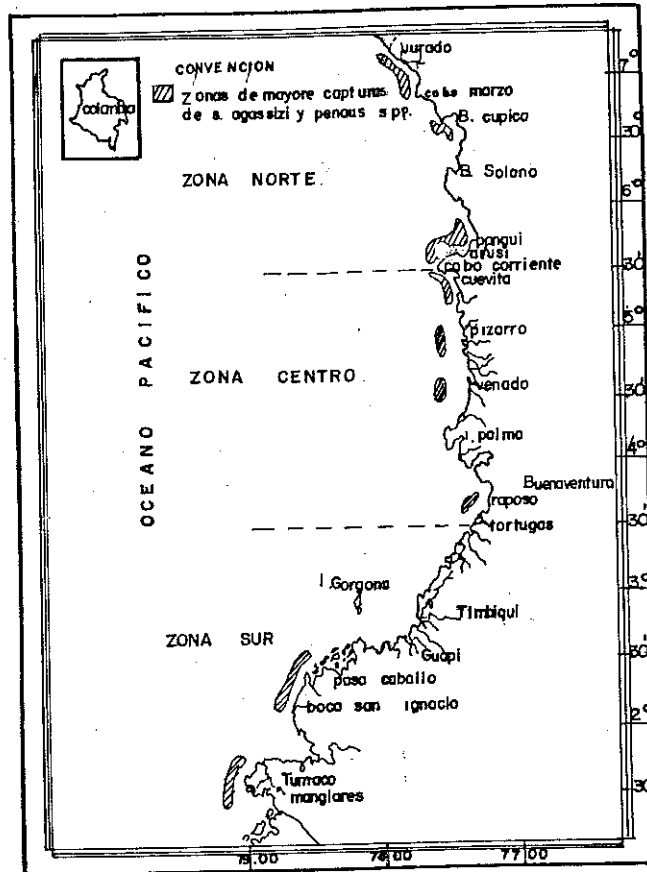 CONVENCION
colombia
Zonas de mayore capturas
de s. agassizi y penaus spp.
Jurado
7°
cabo marzo
B. cupica
30'
ZONA NORTE
B. Solano
6°
panqui
arusi
cabo corriente
30'
cuevita
OCEANO PACIFICO
5°
pizarro
ZONA CENTRO
venado
30'
I. palma
4°
Buenaventura
raposo
30'
tortugas
I. Gorgona
3°
Timbiqui
ZONA SUR
Guapi
30'
pasa caballo
boca san ignacio
2°
Tumaco
manglares
30
79.00
78.00
77.00